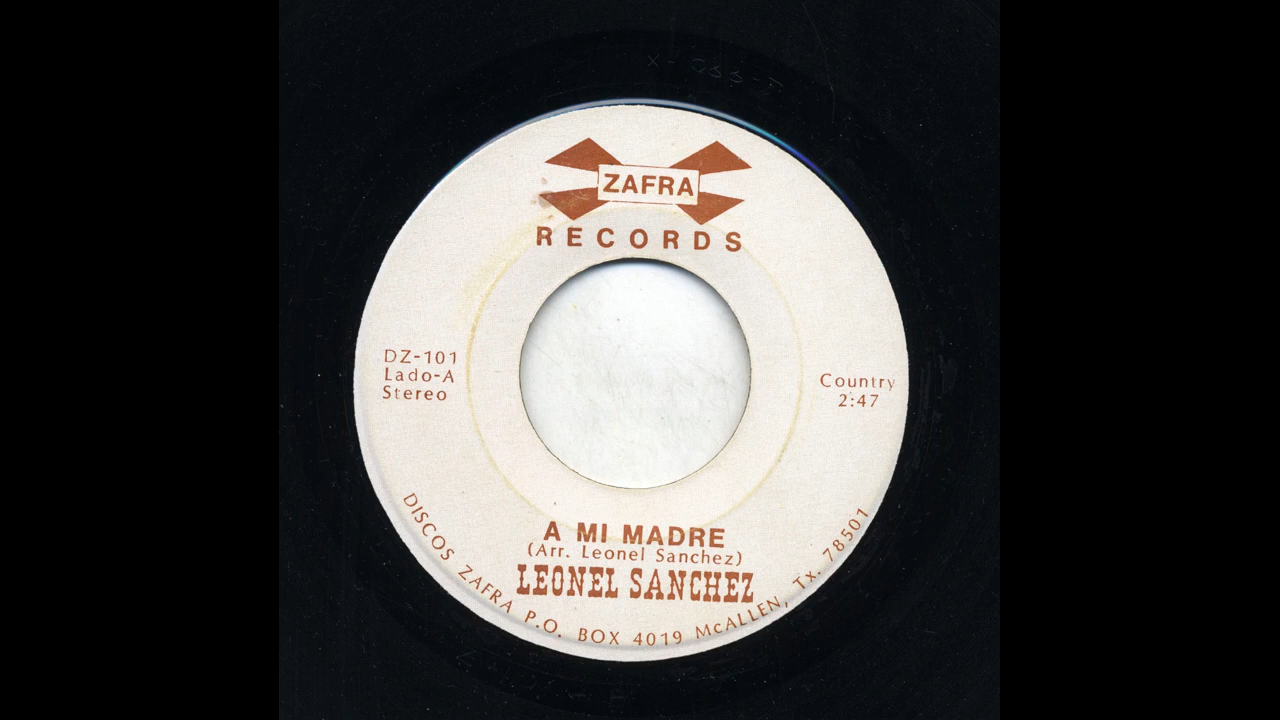 ZAFRA
RECORDS
DZ-101
Lado-A
Stereo
Country
2:47
A MI MADRE
(Arr. Leonel Sanchez)
LEONEL SANCHEZ
DISCOS ZAFRA P.O. BOX 4019 McALLEN, Tx. 78501